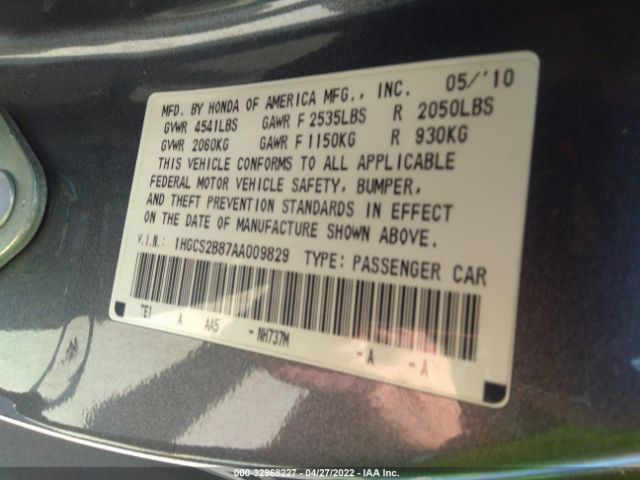 MFD. BY HONDA OF AMERICA MFG., INC. 05/'10
GVWR 4541LBS GAWR F 2535LBS R 2050LBS
GVWR 2060KG GAWR F 1150KG R 930KG
THIS VEHICLE CONFORMS TO ALL APPLICABLE
FEDERAL MOTOR VEHICLE SAFETY, BUMPER,
AND THEFT PREVENTION STANDARDS IN EFFECT
ON THE DATE OF MANUFACTURE SHOWN ABOVE.
V.I.N.: 1HGCS2B87AA009829 TYPE: PASSENGER CAR
TE1 A AA5 -NH737M -A -A
000-32968227 - 04/27/2022 - IAA Inc.